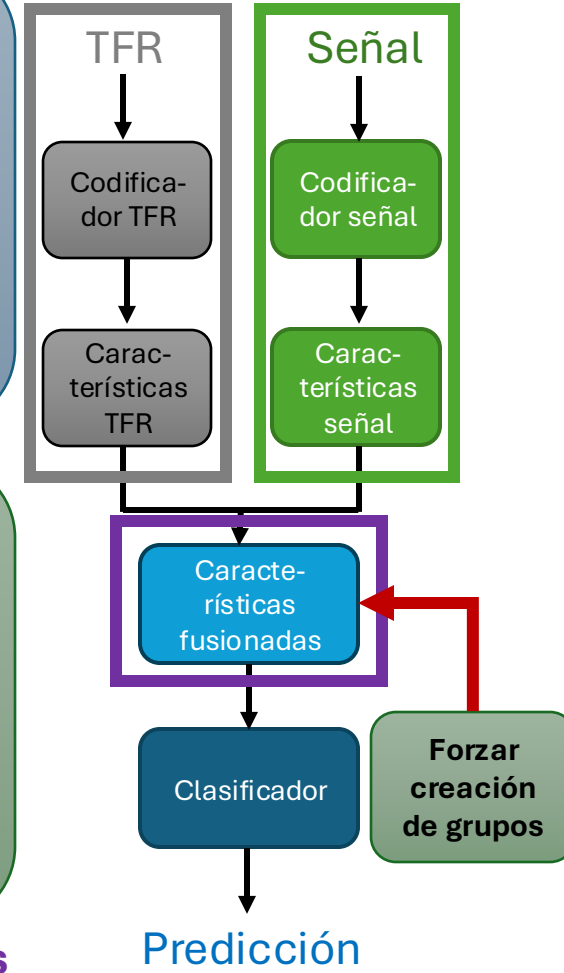 TFR
Señal
Codifica-
dor TFR
Codifica-
dor señal
Carac-
terísticas
TFR
Carac-
terísticas
señal
Caracte-
rísticas
fusionadas
Clasificador
Forzar
creación
de grupos
s
Predicción